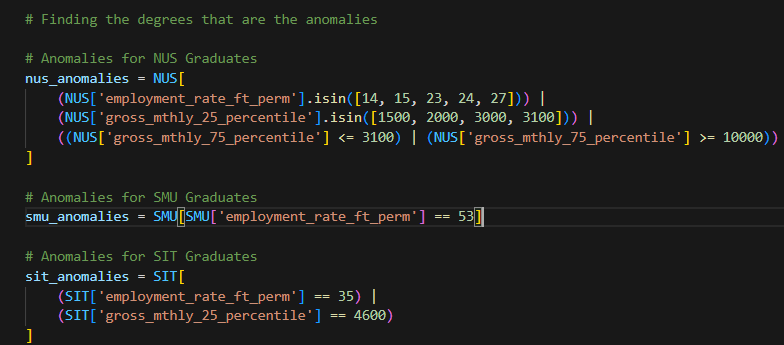 # Finding the degrees that are the anomalies
# Anomalies for NUS Graduates
nus_anomalies = NUS[
(NUS['employment_rate_ft_perm'].isin([14, 15, 23, 24, 27])) |
(NUS['gross_mthly_25_percentile'].isin([1500, 2000, 3000, 3100])) |
((NUS['gross_mthly_75_percentile'] <= 3100) | (NUS['gross_mthly_75_percentile'] >= 10000))
]
# Anomalies for SMU Graduates
smu_anomalies = SMU[SMU['employment_rate_ft_perm'] == 53]
# Anomalies for SIT Graduates
sit_anomalies = SIT[
(SIT['employment_rate_ft_perm'] == 35) |
(SIT['gross_mthly_25_percentile'] == 4600)
]